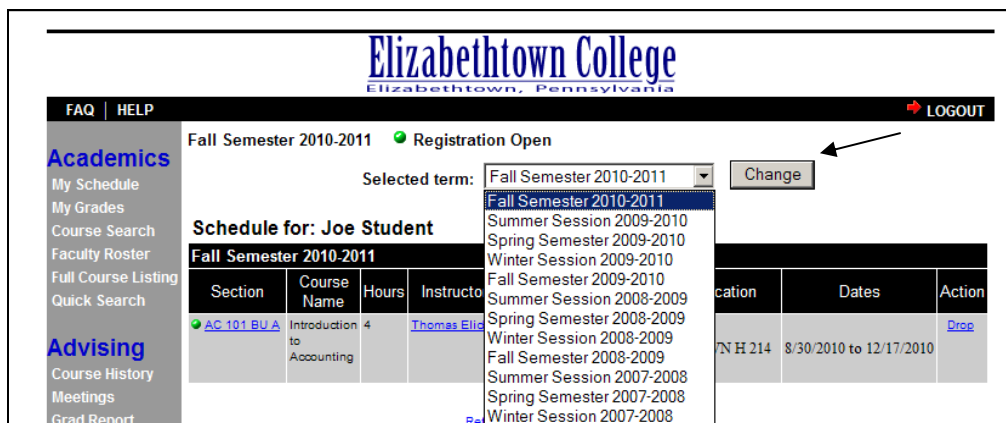 Elizabethtown College
Elizabethtown, Pennsylvania
FAQ | HELP
LOGOUT
Fall Semester 2010-2011 Registration Open
Selected term: Fall Semester 2010-2011 Change
Fall Semester 2010-2011
Summer Session 2009-2010
Spring Semester 2009-2010
Winter Session 2009-2010
Fall Semester 2009-2010
Summer Session 2008-2009
Spring Semester 2008-2009
Winter Session 2008-2009
Fall Semester 2008-2009
Summer Session 2007-2008
Spring Semester 2007-2008
Winter Session 2007-2008
Academics
My Schedule
My Grades
Course Search
Faculty Roster
Full Course Listing
Quick Search
Advising
Course History
Meetings
Grad Report
Schedule for: Joe Student
Fall Semester 2010-2011
Section Course Name Hours Instructo cation Dates Action
AC 101 BU A Introduction to Accounting 4 Thomas Elic H 214 8/30/2010 to 12/17/2010 Drop